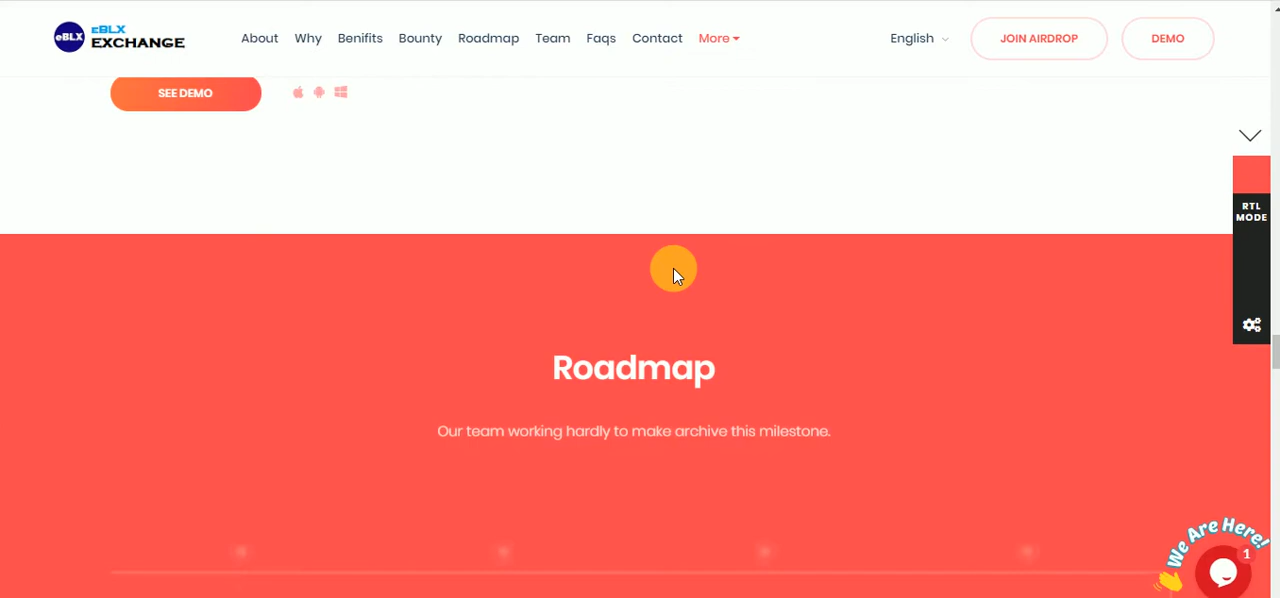 eBLX
eBLX
EXCHANGE
About
Why
Benifits
Bounty
Roadmap
Team
Faqs
Contact
More
English
JOIN AIRDROP
DEMO
SEE DEMO
RTL
MODE
Roadmap
Our team working hardly to make archive this milestone.
We Are Here!
1